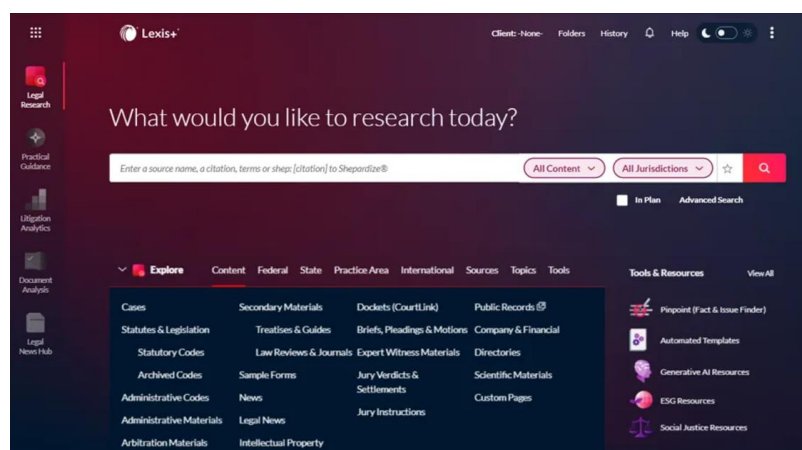 Lexis+
Client: -None- Folders History Help
Legal
Research
Practical
Guidance
Litigation
Analytics
Document
Analysis
Legal
News Hub
What would you like to research today?
Enter a source name, a citation, terms or shep: [citation] to Shepardize®
All Content
All Jurisdictions
In Plan Advanced Search
Explore
Content Federal State Practice Area International Sources Topics Tools
Cases
Statutes & Legislation
Statutory Codes
Archived Codes
Administrative Codes
Administrative Materials
Arbitration Materials
Secondary Materials
Treatises & Guides
Law Reviews & Journals
Sample Forms
News
Legal News
Intellectual Property
Dockets (CourtLink)
Briefs, Pleadings & Motions
Expert Witness Materials
Jury Verdicts &
Settlements
Jury Instructions
Public Records
Company & Financial
Directories
Scientific Materials
Custom Pages
Tools & Resources View All
Pinpoint (Fact & Issue Finder)
Automated Templates
Generative AI Resources
ESG Resources
Social Justice Resources